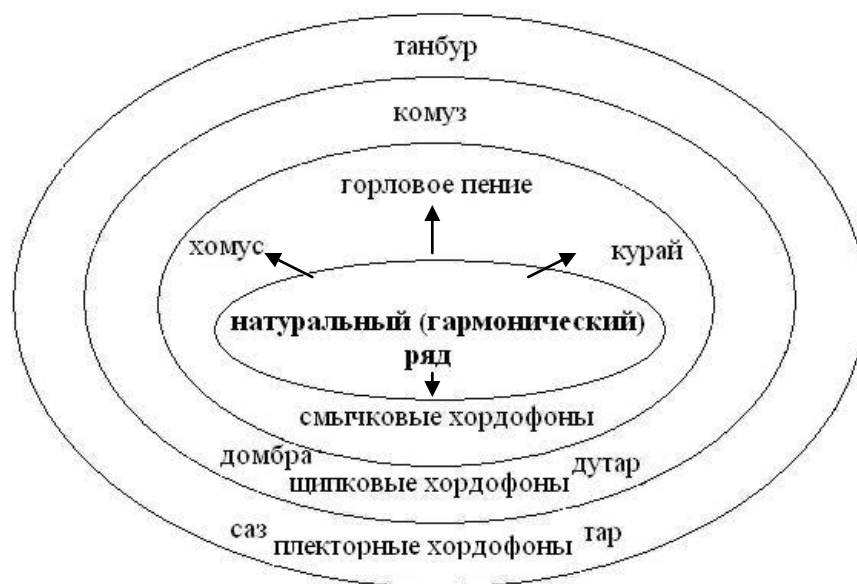 танбур
комуз
горловое пение
хомус
курай
натуральный (гармонический)
ряд
смычковые хордофоны
домбра
дутар
щипковые хордофоны
саз
тар
плекторные хордофоны